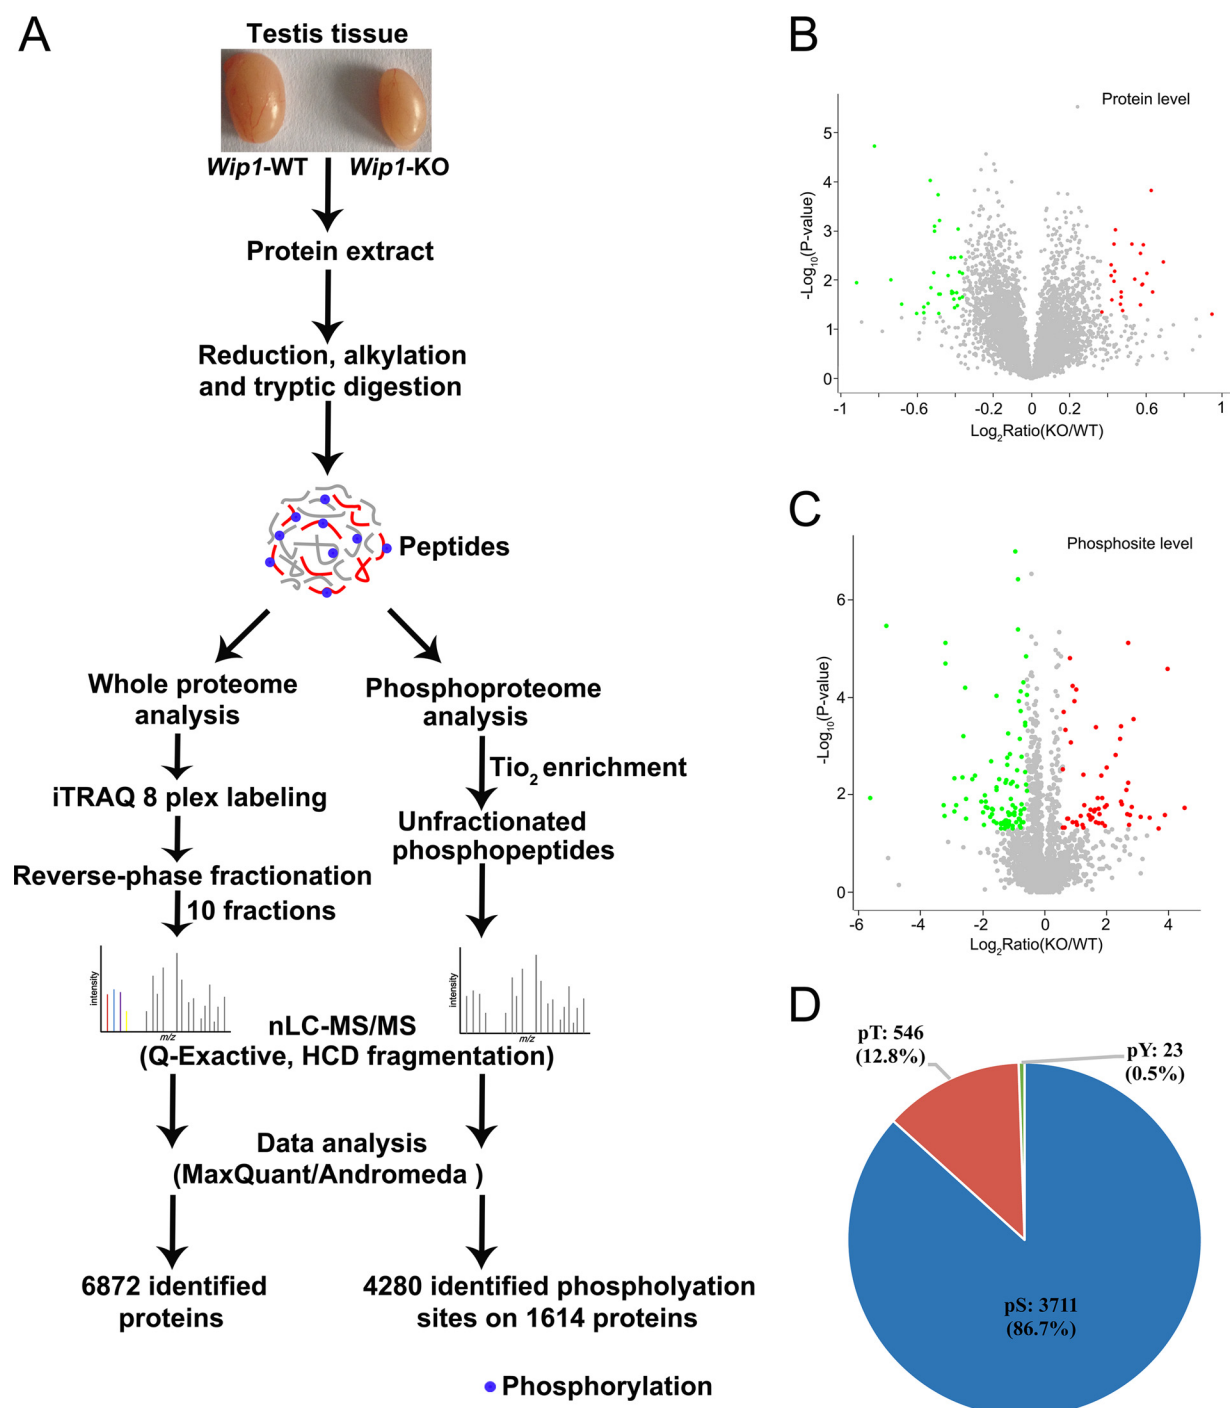 A
Testis tissue
Wip1-WT
Wip1-KO
Protein extract
Reduction, alkylation
and tryptic digestion
Peptides
Whole proteome
analysis
Phosphoproteome
analysis
iTRAQ 8 plex labeling
Tio2 enrichment
Unfractionated
phosphopeptides
Reverse-phase fractionation
10 fractions
intensity
m/z
intensity
m/z
nLC-MS/MS
(Q-Exactive, HCD fragmentation)
Data analysis
(MaxQuant/Andromeda )
6872 identified
proteins
4280 identified phospholyation
sites on 1614 proteins
Phosphorylation
B
Protein level
-Log10(P-value)
5
4
3
2
1
0
-1
-0.6
-0.2
0
0.2
0.6
1
Log2Ratio(KO/WT)
C
Phosphosite level
-Log10(P-value)
6
4
2
0
-6
-4
-2
0
2
4
Log2Ratio(KO/WT)
D
pT: 546
(12.8%)
pY: 23
(0.5%)
pS: 3711
(86.7%)